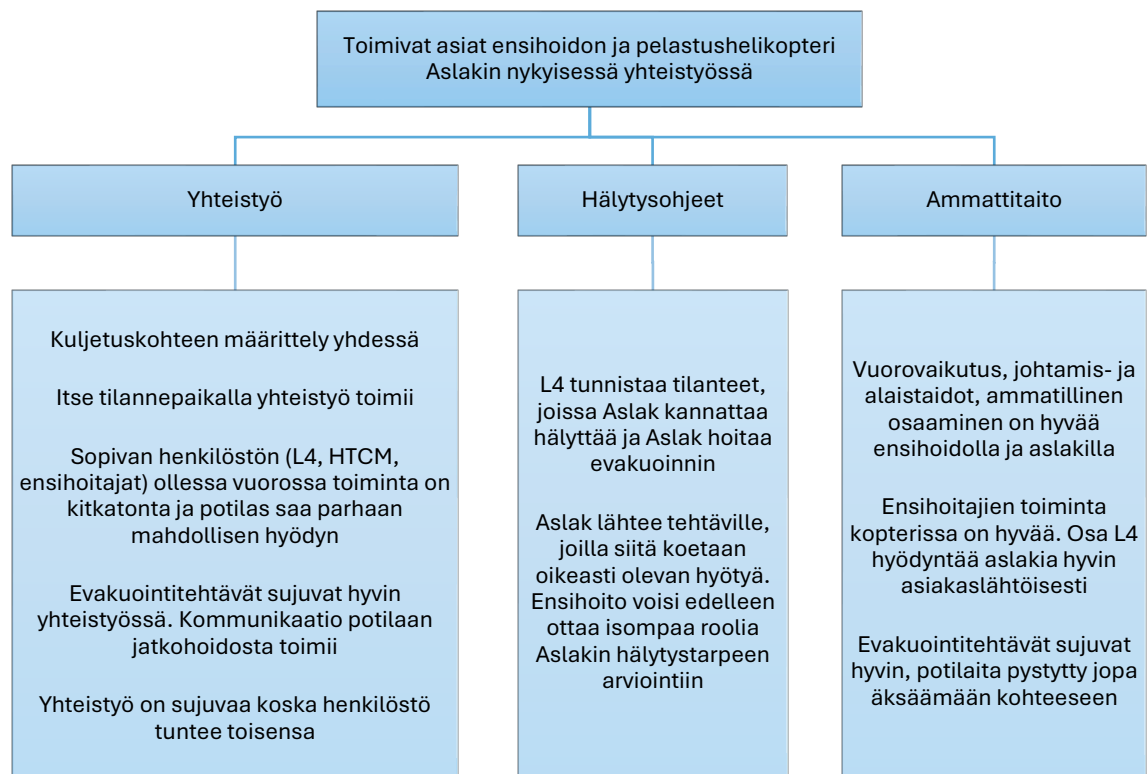 Toimivat asiat ensihoidon ja pelastushelikopteri
Aslakin nykyisessä yhteistyössä
Yhteistyö
Kuljetuskohteen määrittely yhdessä
Itse tilannepaikalla yhteistyö toimii
Sopivan henkilöstön (L4, HTCM,
ensihoitajat) ollessa vuorossa toiminta on
kitkatonta ja potilas saa parhaan
mahdollisen hyödyn
Evakuointitehtävät sujuvat hyvin
yhteistyössä. Kommunikaatio potilaan
jatkohoidosta toimii
Yhteistyö on sujuvaa koska henkilöstö
tuntee toisensa
Hälytysohjeet
L4 tunnistaa tilanteet,
joissa Aslak kannattaa
hälyttää ja Aslak hoitaa
evakuoinnin
Aslak lähtee tehtäville,
joilla siitä koetaan
oikeasti olevan hyötyä.
Ensihoito voisi edelleen
ottaa isompaa roolia
Aslakin hälytystarpeen
arviointiin
Ammattitaito
Vuorovaikutus, johtamis- ja
alaistaidot, ammatillinen
osaaminen on hyvää
ensihoidolla ja aslakilla
Ensihoitajien toiminta
kopterissa on hyvää. Osa L4
hyödyntää aslakia hyvin
asiakaslähtöisesti
Evakuointitehtävät sujuvat
hyvin, potilaita pystytty jopa
äksäämään kohteeseen